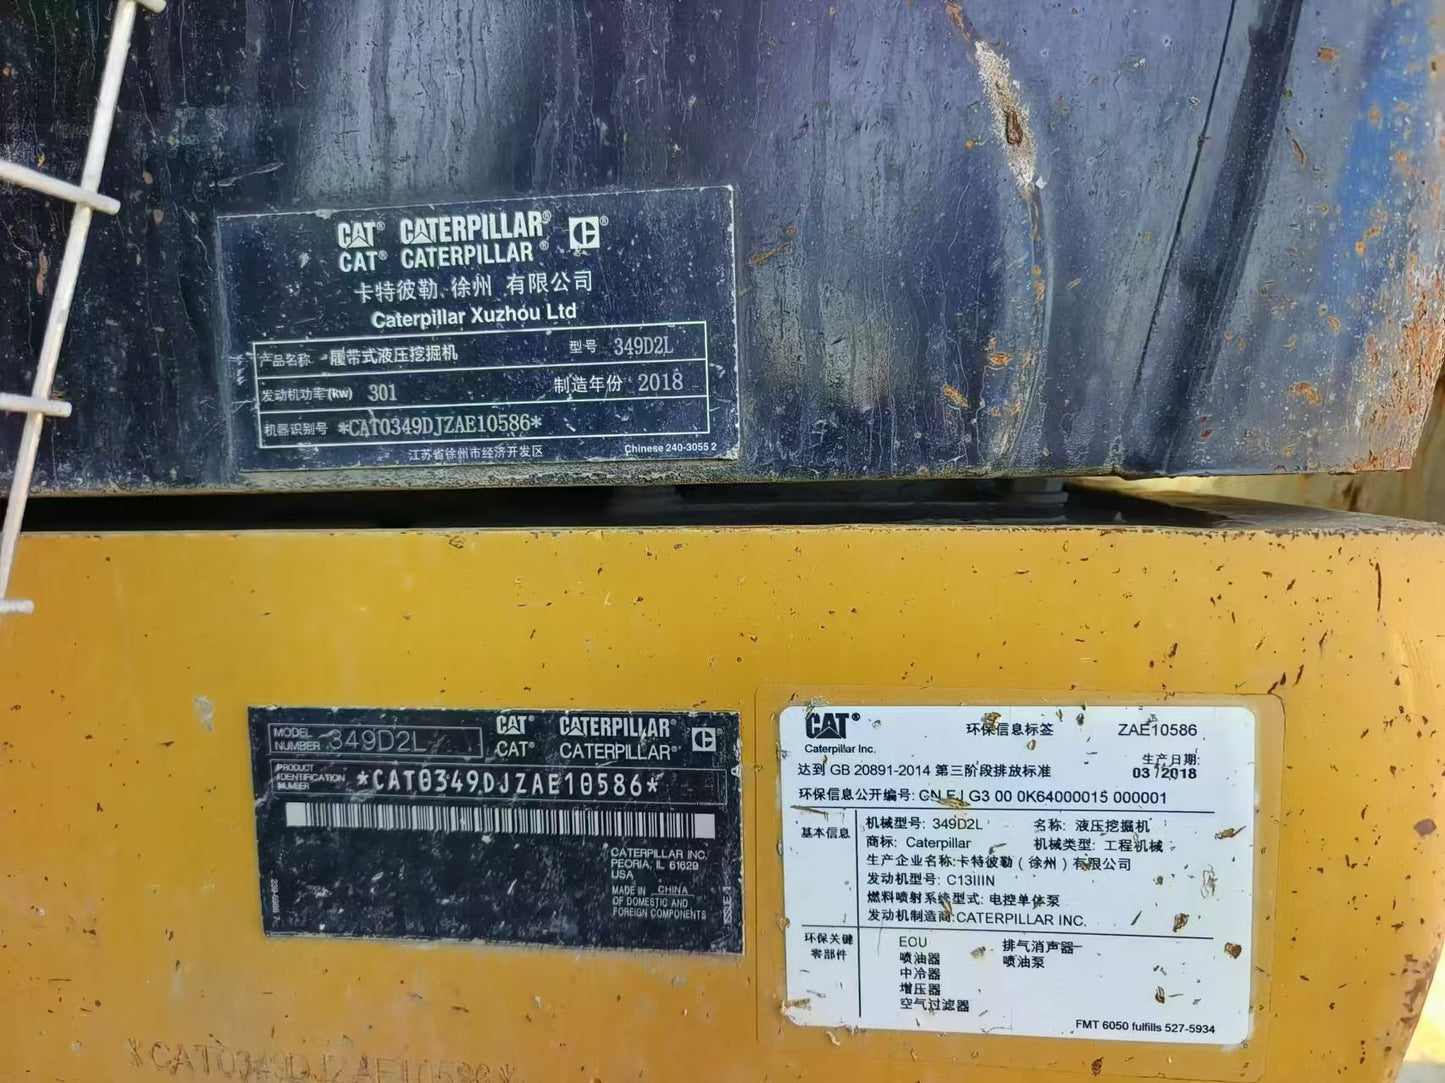 CAT® CATERPILLAR®
CAT® CATERPILLAR®
卡特彼勒、徐州 有限公司
Caterpillar Xuzhou Ltd
产品名称 履带式液压挖掘机 型号 349D2L
发动机功率(kw) 301 制造年份 2018
机器识别号 *CAT0349DJZAE10586*
江苏省徐州市经济开发区 Chinese 240-3055 2
MODEL NUMBER 349D2L
CAT® CATERPILLAR®
CAT® CATERPILLAR®
PRODUCT IDENTIFICATION NUMBER *CAT0349DJZAE10586*
CATERPILLAR INC.
PEORIA, IL 61629
USA
MADE IN CHINA
OF DOMESTIC AND
FOREIGN COMPONENTS
ISSUE 1
CAT® 环保信息标签 ZAE10586
Caterpillar Inc. 生产日期:
达到 GB 20891-2014 第三阶段排放标准 03 /2018
环保信息公开编号: CN FJ G3 00 0K64000015 000001
基本信息
机械型号: 349D2L 名称: 液压挖掘机
商标: Caterpillar 机械类型: 工程机械
生产企业名称:卡特彼勒(徐州)有限公司
发动机型号: C13IIIN
燃料喷射系统型式: 电控单体泵
发动机制造商:CATERPILLAR INC.
环保关键
零部件
EOU 排气消声器
喷油器 喷油泵
中冷器
增压器
空气过滤器
FMT 6050 fulfills 527-5934
*CAT0349DJZAE10586*